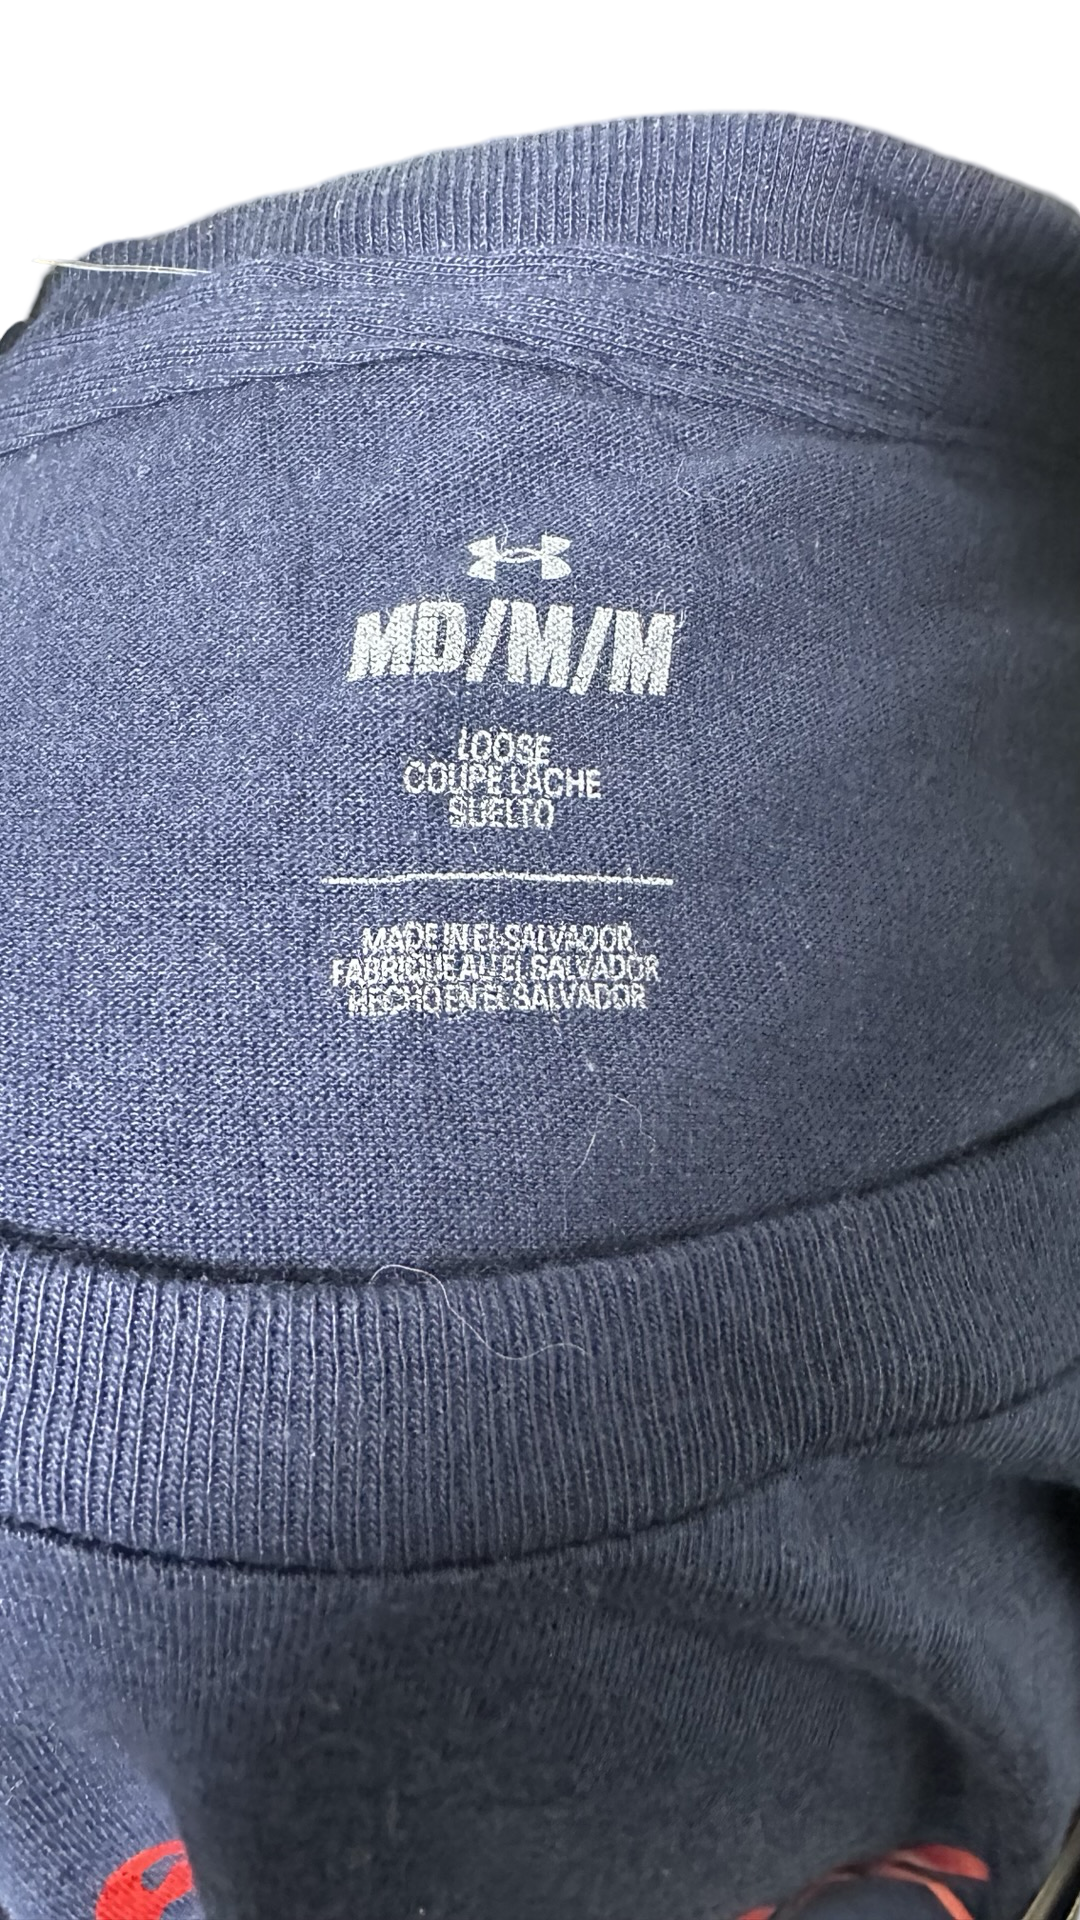 MD/M/M
LOOSE
COUPE LACHE
SUELTO
MADE IN EL SALVADOR
FABRIQUE AU EL SALVADOR
HECHO EN EL SALVADOR